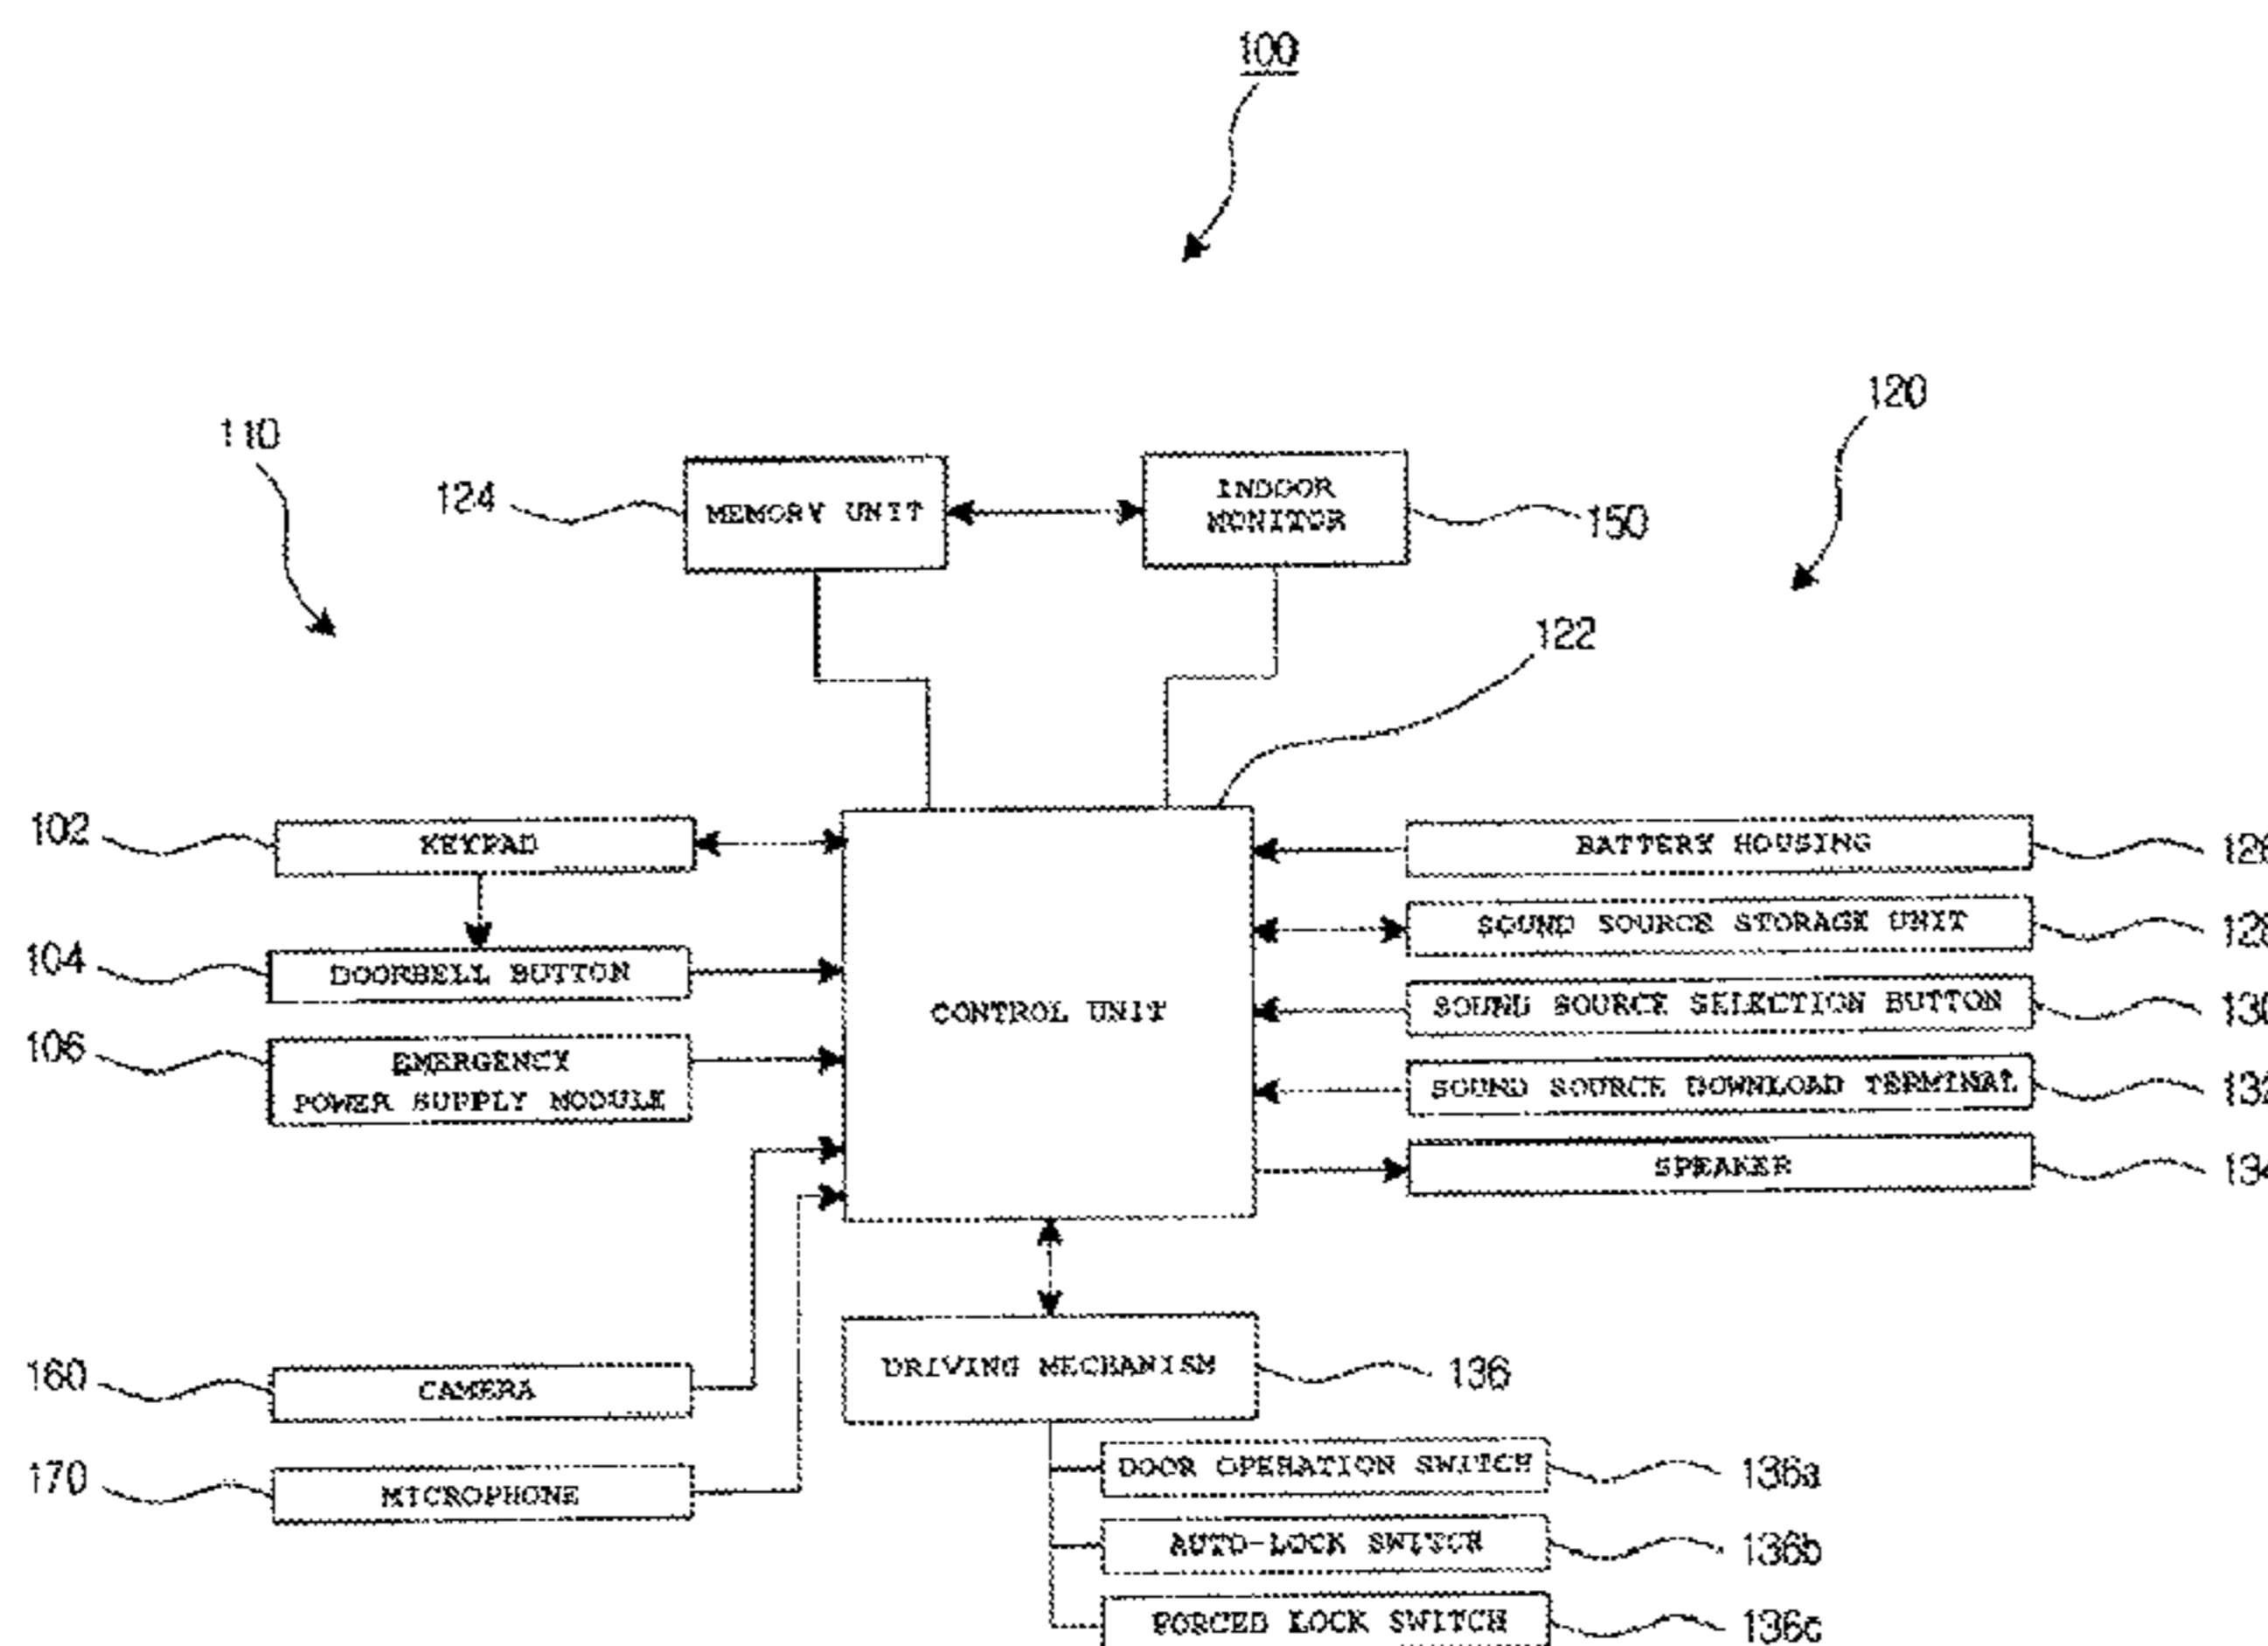 100
120
110
124
MEMORY UNIT
INDOOR
MONITOR
150
122
102
KEYPAD
BATTERY HOUSING
104
DOORBELL BUTTON
SOUND SOURCE STORAGE UNIT
CONTROL UNIT
SOUND SOURCE SELECTION BUTTON
106
EMERGENCY
POWER SUPPLY MODULE
SOUND SOURCE DOWNLOAD TERMINAL
SPEAKER
134
DRIVING MECHANISM
136
160
CAMERA
170
MICROPHONE
DOOR OPERATION SWITCH
136a
AUTO-LOCK SWITCH
136b
FORCED LOCK SWITCH
136c